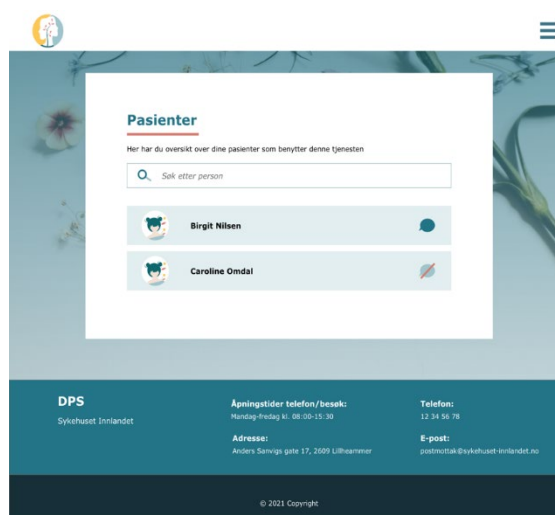 Pasienter
Her har du oversikt over dine pasienter som benytter denne tjenesten
Søk etter person
Birgit Nilsen
Caroline Omdal
DPS
Sykehuset Innlandet
Åpningstider telefon/besøk:
Mandag-fredag kl. 08:00-15:30
Adresse:
Anders Sanvigs gate 17, 2609 Lillheammer
Telefon:
12 34 56 78
E-post:
postmottak@sykehuset-innlandet.no
© 2021 Copyright